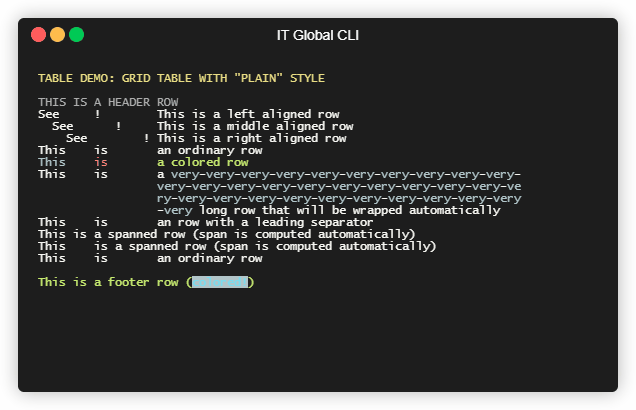 IT Global CLI
TABLE DEMO: GRID TABLE WITH "PLAIN" STYLE
THIS IS A HEADER ROW
See ! This is a left aligned row
See ! This is a middle aligned row
See ! This is a right aligned row
This is an ordinary row
This is a colored row
This is a very-very-very-very-very-very-very-very-very-very-
very-very-very-very-very-very-very-very-very-very-ve
ry-very-very-very-very-very-very-very-very-very-very
-very long row that will be wrapped automatically
This is an row with a leading separator
This is a spanned row (span is computed automatically)
This is a spanned row (span is computed automatically)
This is an ordinary row
This is a footer row ( )